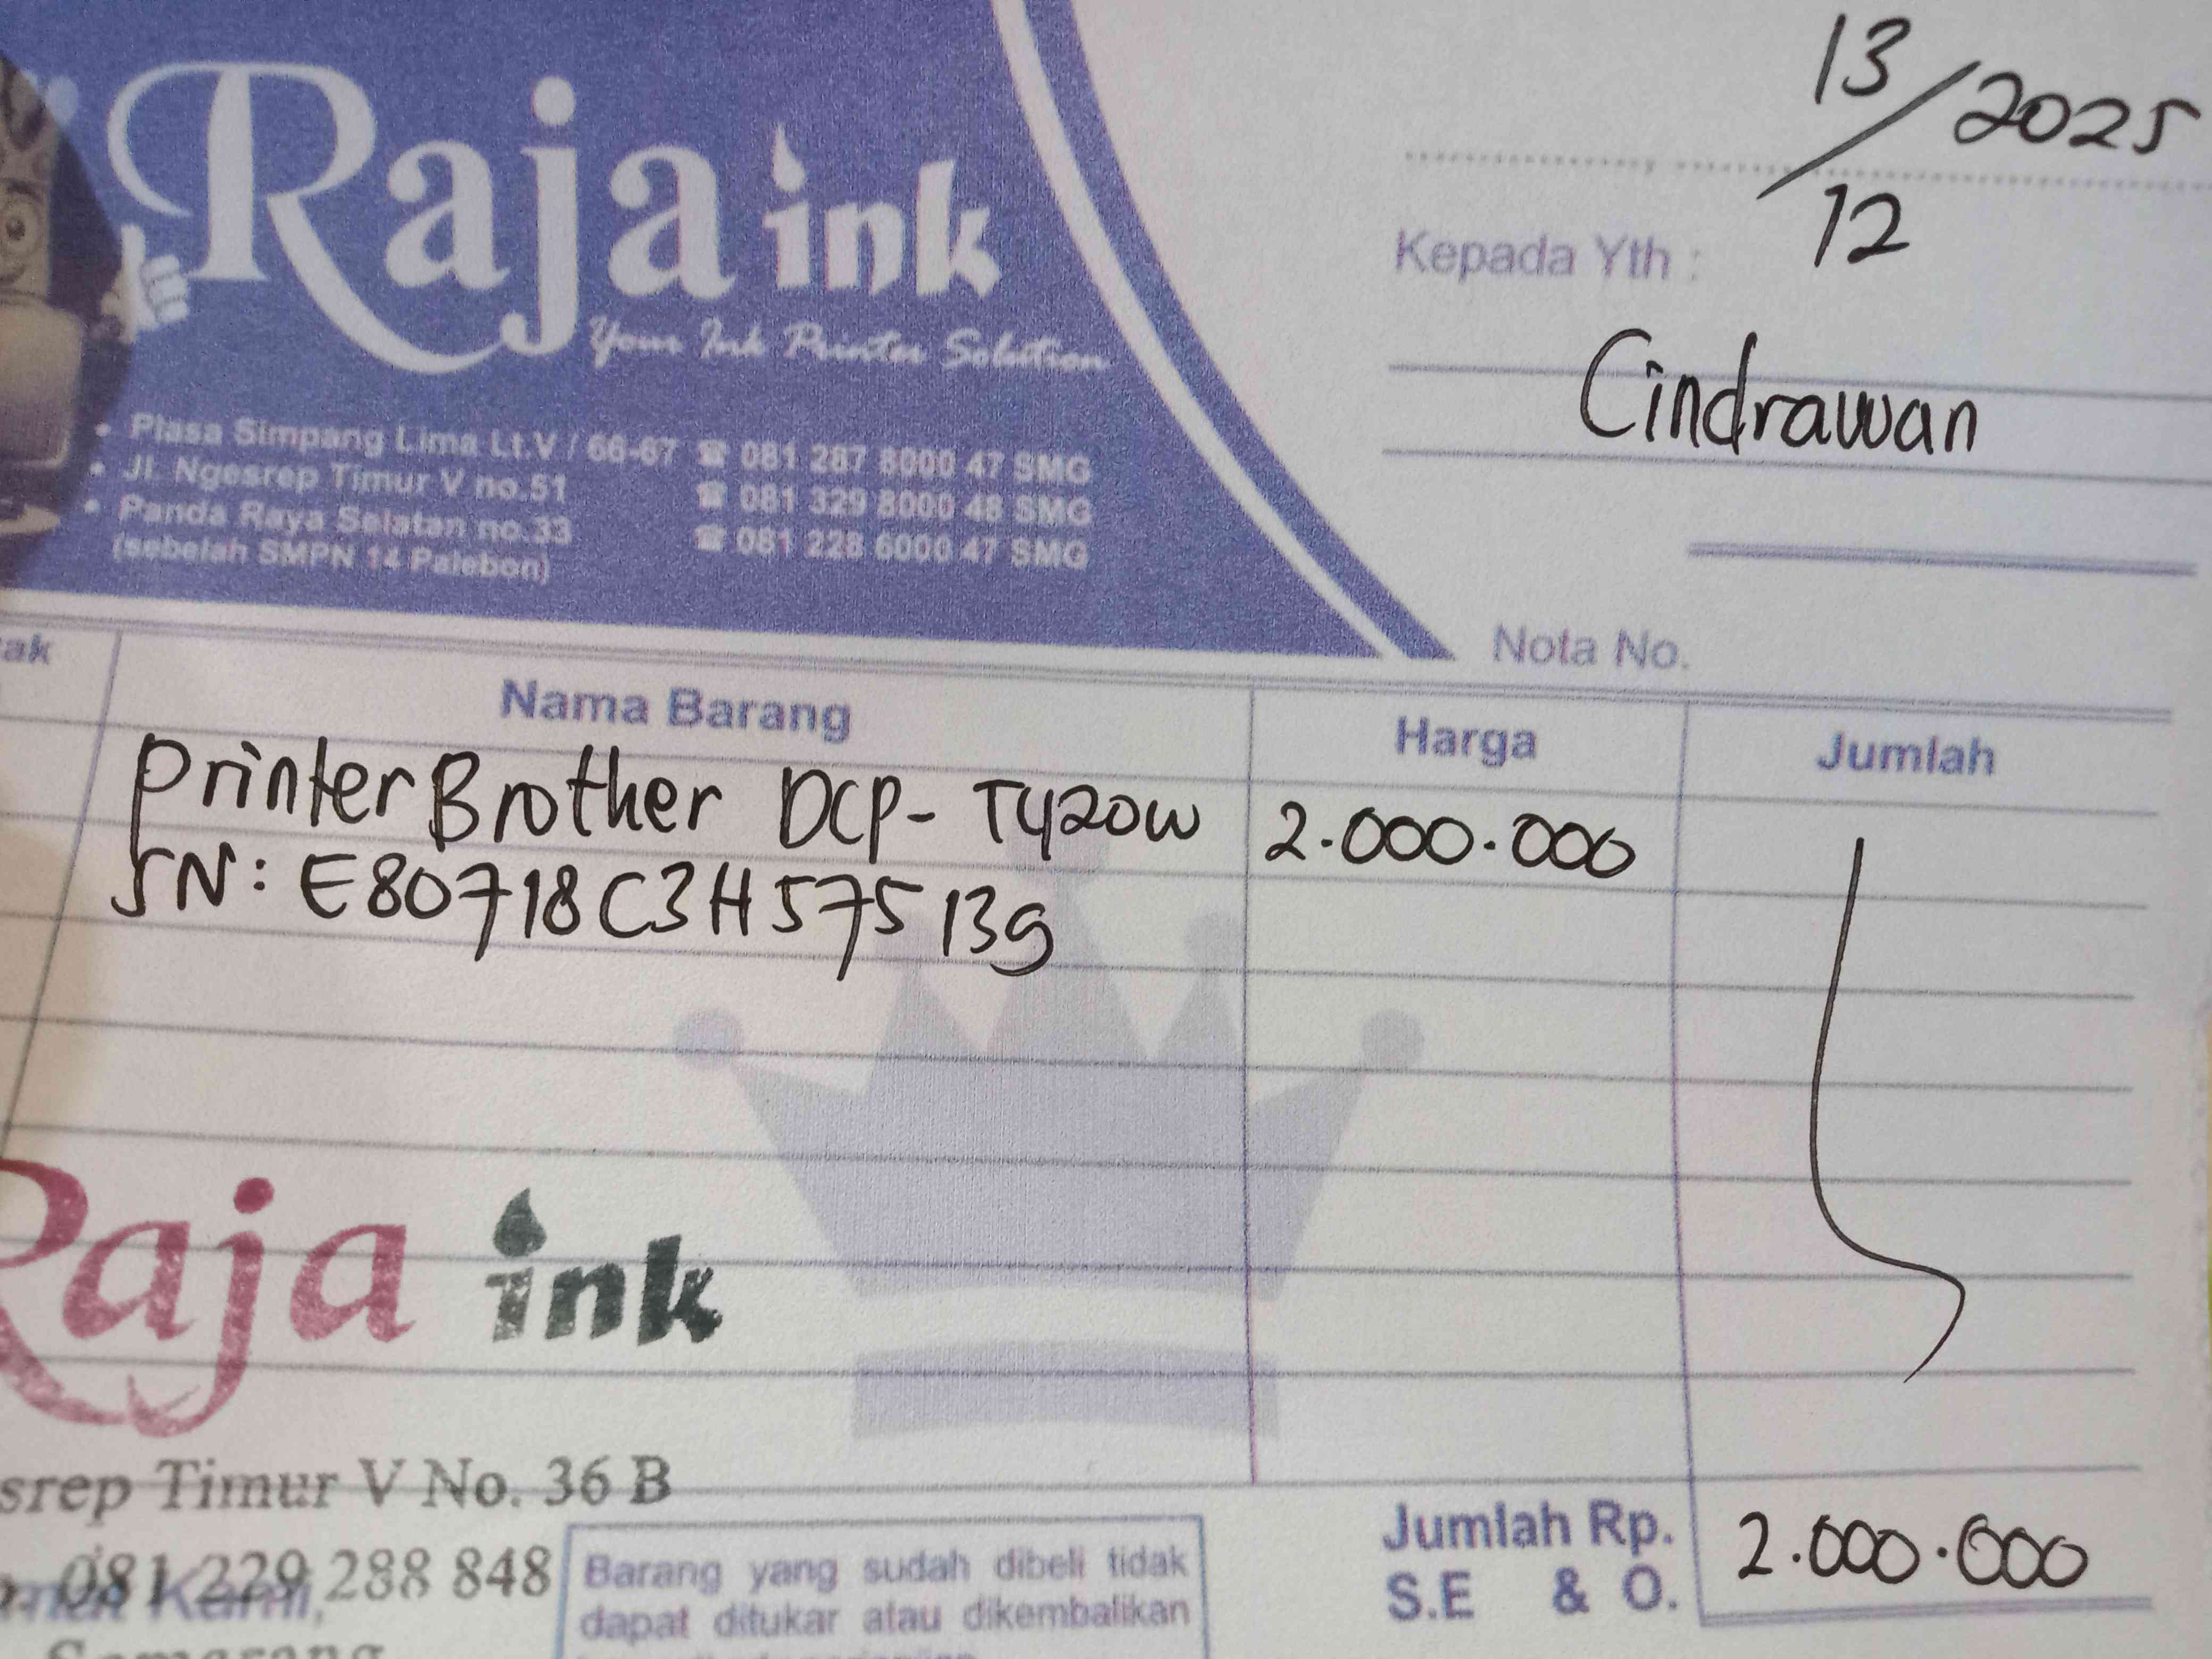 Raja ink
Your Ink Printer Solution
• Plasa Simpang Lima Lt.V / 66-67 ☎ 081 287 8000 47 SMG
• Jl. Ngesrep Timur V no.51 ☎ 081 329 8000 48 SMG
• Panda Raya Selatan no.33 ☎ 081 228 6000 47 SMG
(sebelah SMPN 14 Palebon)
13/12/2025
Kepada Yth :
Cindrawan
Nota No.
ak Nama Barang Harga Jumlah
Printer Brother DCP-T420W 2.000.000
SN: E80718C3H575139
Raja ink
srep Timur V No. 36 B
081 229 288 848
Kami,
Semarang
Barang yang sudah dibeli tidak
dapat ditukar atau dikembalikan
Jumlah Rp. 2.000.000
S.E & O.